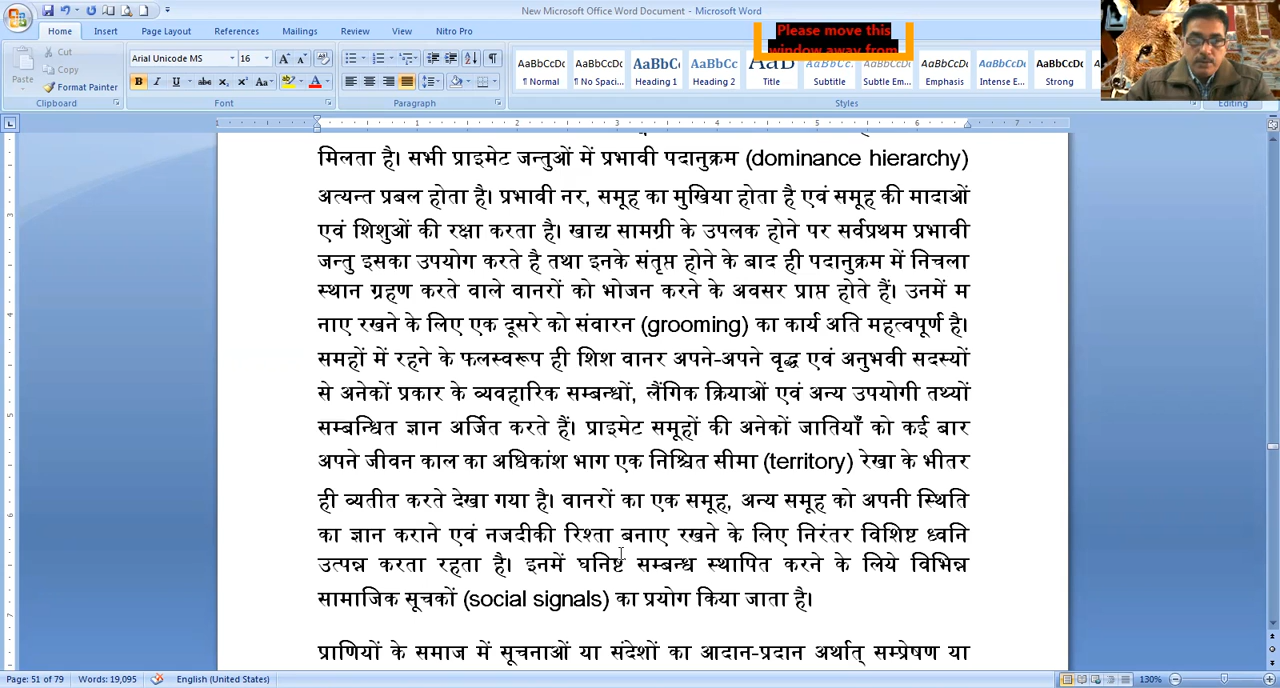 New Microsoft Office Word Document - Microsoft Word
Please move this
window away from
Home Insert Page Layout References Mailings Review View Nitro Pro
Paste
Cut
Copy
Format Painter
Clipboard
Arial Unicode MS 16
Font
Paragraph
AaBbCcDc AaBbCcDc AaBbC AaBbCc AaB AaBbCc. AaBbCcDc AaBbCcDc AaBbCcDc AaBbCcDc
¶ Normal ¶ No Spaci... Heading 1 Heading 2 Title Subtitle Subtle Em... Emphasis Intense E... Strong
Styles
Editing
मिलता है। सभी प्राइमेट जन्तुओं में प्रभावी पदानुक्रम (dominance hierarchy)
अत्यन्त प्रबल होता है। प्रभावी नर, समूह का मुखिया होता है एवं समूह की मादाओं
एवं शिशुओं की रक्षा करता है। खाद्य सामग्री के उपलक होने पर सर्वप्रथम प्रभावी
जन्तु इसका उपयोग करते है तथा इनके संतृप्त होने के बाद ही पदानुक्रम में निचला
स्थान ग्रहण करते वाले वानरों को भोजन करने के अवसर प्राप्त होते हैं। उनमें म
नाए रखने के लिए एक दूसरे को संवारन (grooming) का कार्य अति महत्वपूर्ण है।
समहों में रहने के फलस्वरूप ही शिश वानर अपने-अपने वृद्ध एवं अनुभवी सदस्यों
से अनेकों प्रकार के व्यवहारिक सम्बन्धों, लैंगिक क्रियाओं एवं अन्य उपयोगी तथ्यों
सम्बन्धित ज्ञान अर्जित करते हैं। प्राइमेट समूहों की अनेकों जातियाँ को कई बार
अपने जीवन काल का अधिकांश भाग एक निश्चित सीमा (territory) रेखा के भीतर
ही व्यतीत करते देखा गया है। वानरों का एक समूह, अन्य समूह को अपनी स्थिति
का ज्ञान कराने एवं नजदीकी रिश्ता बनाए रखने के लिए निरंतर विशिष्ट ध्वनि
उत्पन्न करता रहता है। इनमें घनिष्ट सम्बन्ध स्थापित करने के लिये विभिन्न
सामाजिक सूचकों (social signals) का प्रयोग किया जाता है।
प्राणियों के समाज में सूचनाओं या संदेशों का आदान-प्रदान अर्थात् सम्प्रेषण या
Page: 51 of 79 Words: 19,095 English (United States) 130%